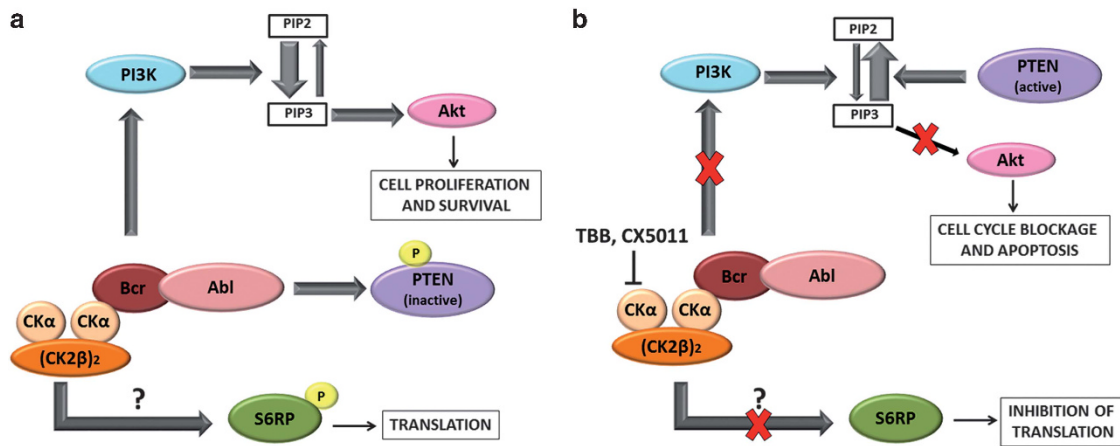 a
PIP2
PI3K
PIP3
Akt
CELL PROLIFERATION
AND SURVIVAL
P
Bcr
Abl
PTEN
(inactive)
CKα
CKα
(CK2β)₂
?
S6RP
P
TRANSLATION
b
PIP2
PI3K
PTEN
(active)
PIP3
Akt
TBB, CX5011
CELL CYCLE BLOCKAGE
AND APOPTOSIS
Bcr
Abl
CKα
CKα
(CK2β)₂
?
S6RP
INHIBITION OF
TRANSLATION